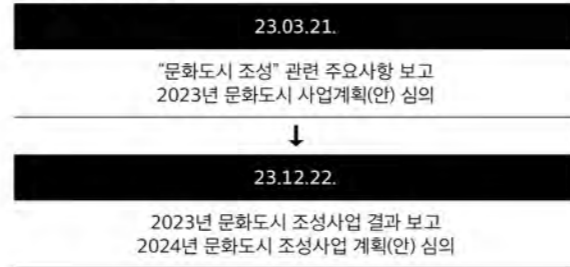 23.03.21.
“문화도시 조성” 관련 주요사항 보고
2023년 문화도시 사업계획(안) 심의
↓
23.12.22.
2023년 문화도시 조성사업 결과 보고
2024년 문화도시 조성사업 계획(안) 심의